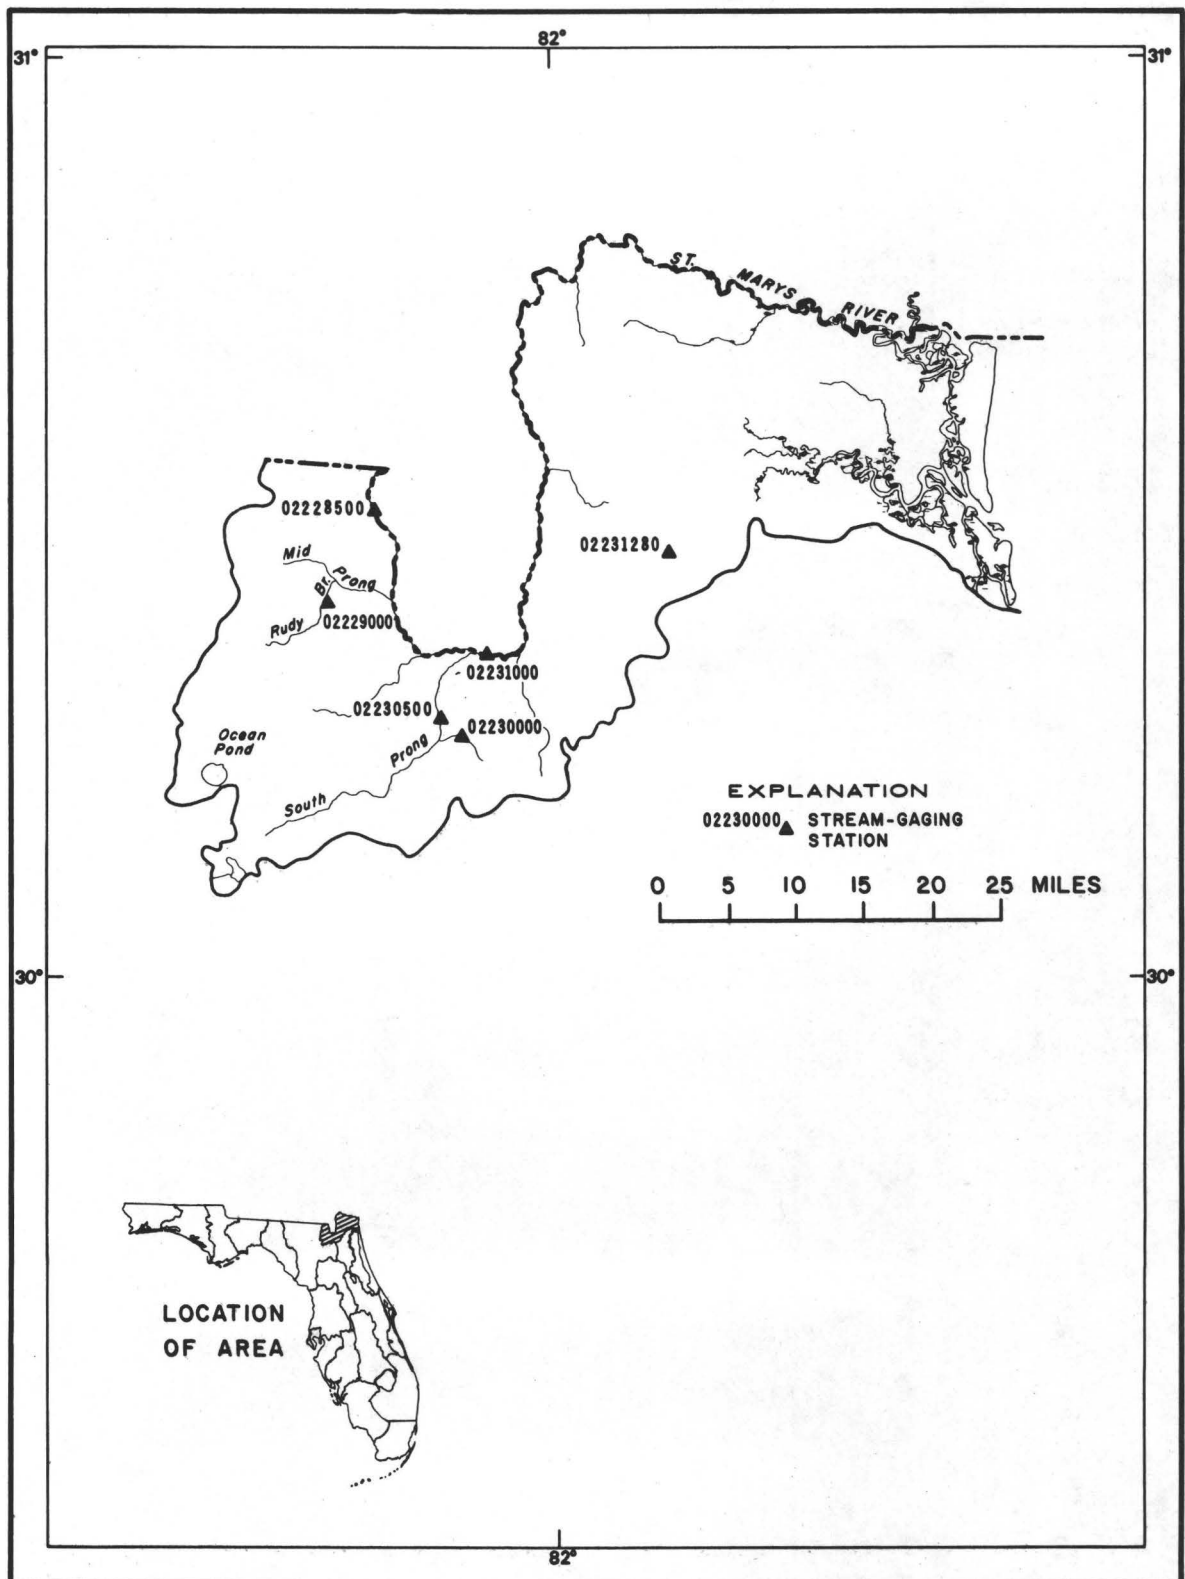 82°
31°
31°
ST. MARYS RIVER
02228500
Mid Prong
02231280
Rudy Br.
02229000
02231000
02230500
02230000
Ocean
Pond
South Prong
EXPLANATION
02230000 STREAM-GAGING
STATION
0 5 10 15 20 25 MILES
30°
30°
LOCATION
OF AREA
82°